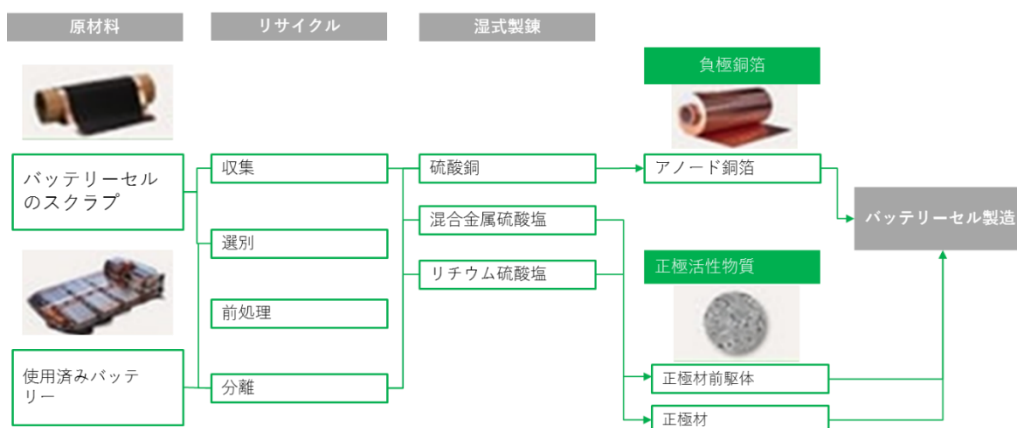 原材料
リサイクル
湿式製錬
負極銅箔
バッテリーセル
のスクラップ
収集
硫酸銅
アノード銅箔
選別
混合金属硫酸塩
バッテリーセル製造
リチウム硫酸塩
正極活性物質
前処理
使用済みバッテ
リー
分離
正極材前駆体
正極材